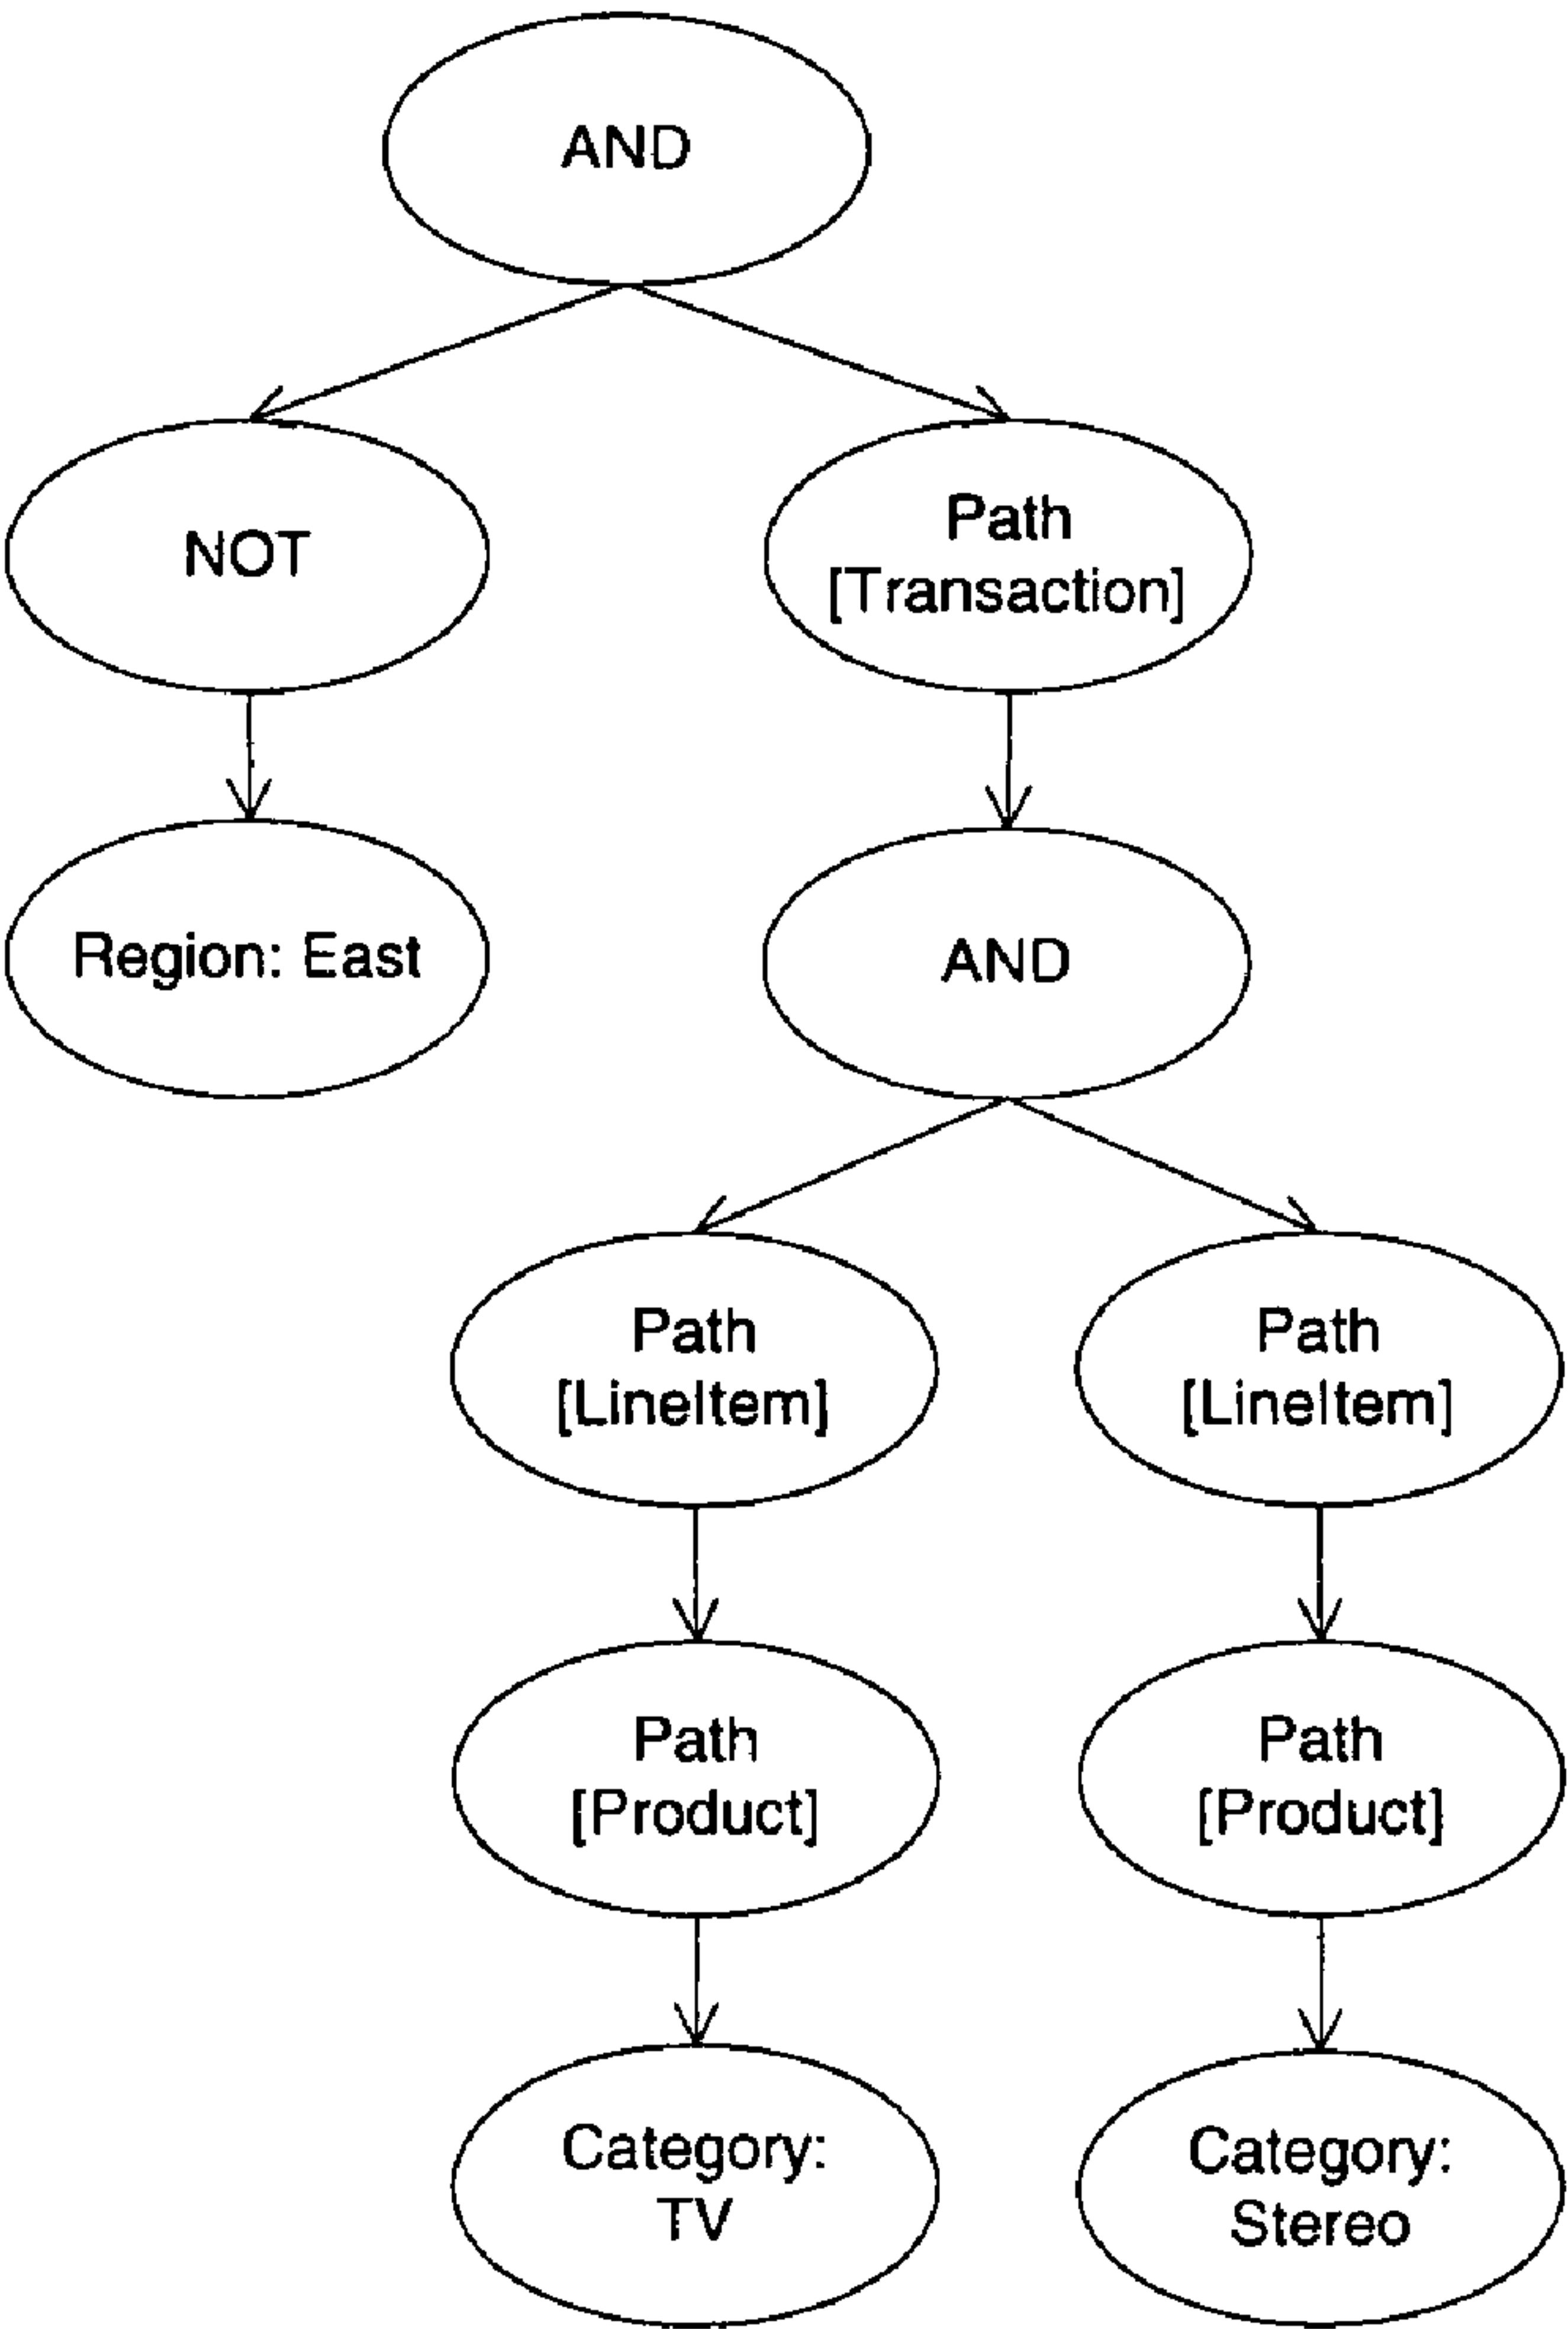 AND
NOT
Path
[Transaction]
Region: East
AND
Path
[LineItem]
Path
[LineItem]
Path
[Product]
Path
[Product]
Category:
TV
Category:
Stereo